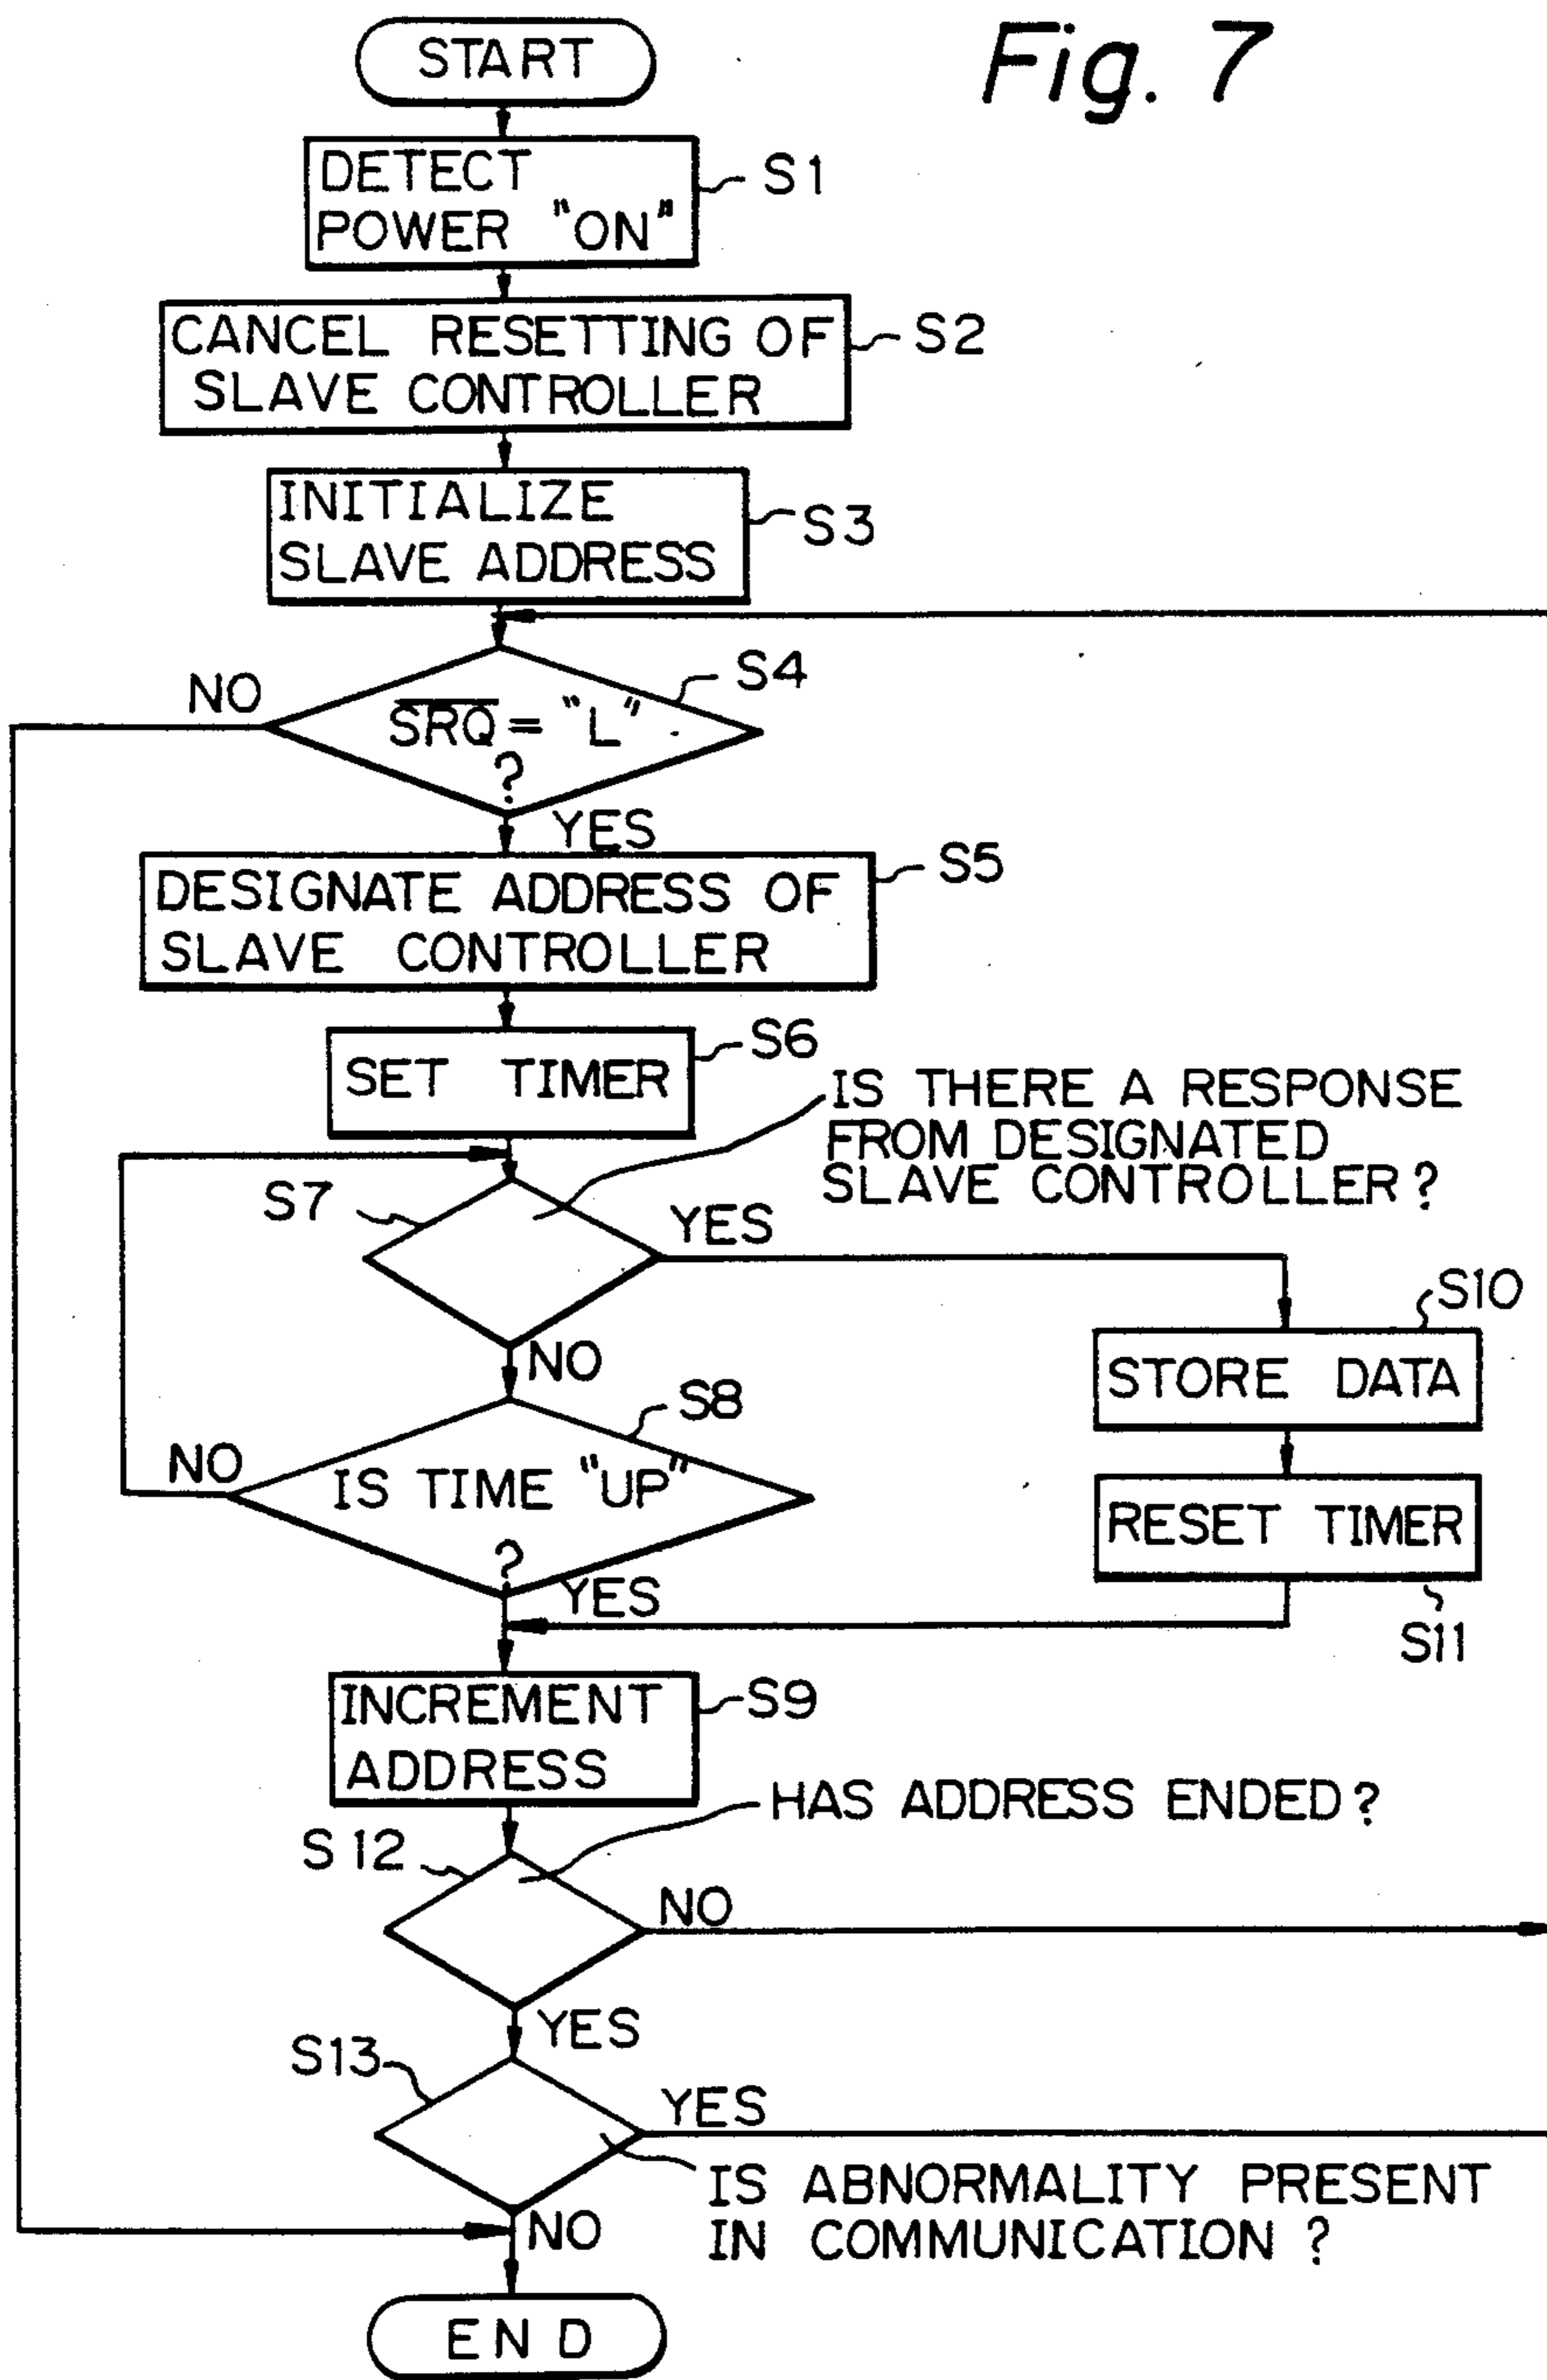 Fig. 7
START
DETECT
POWER "ON"
S1
CANCEL RESETTING OF
SLAVE CONTROLLER
S2
INITIALIZE
SLAVE ADDRESS
S3
NO
S4
S̅R̅Q̅ = "L"
?
YES
DESIGNATE ADDRESS OF
SLAVE CONTROLLER
S5
SET TIMER
S6
IS THERE A RESPONSE
FROM DESIGNATED
SLAVE CONTROLLER?
S7
YES
NO
S10
STORE DATA
S8
NO
IS TIME "UP"
?
YES
RESET TIMER
S11
INCREMENT
ADDRESS
S9
HAS ADDRESS ENDED?
S12
NO
YES
S13
YES
IS ABNORMALITY PRESENT
IN COMMUNICATION ?
NO
END